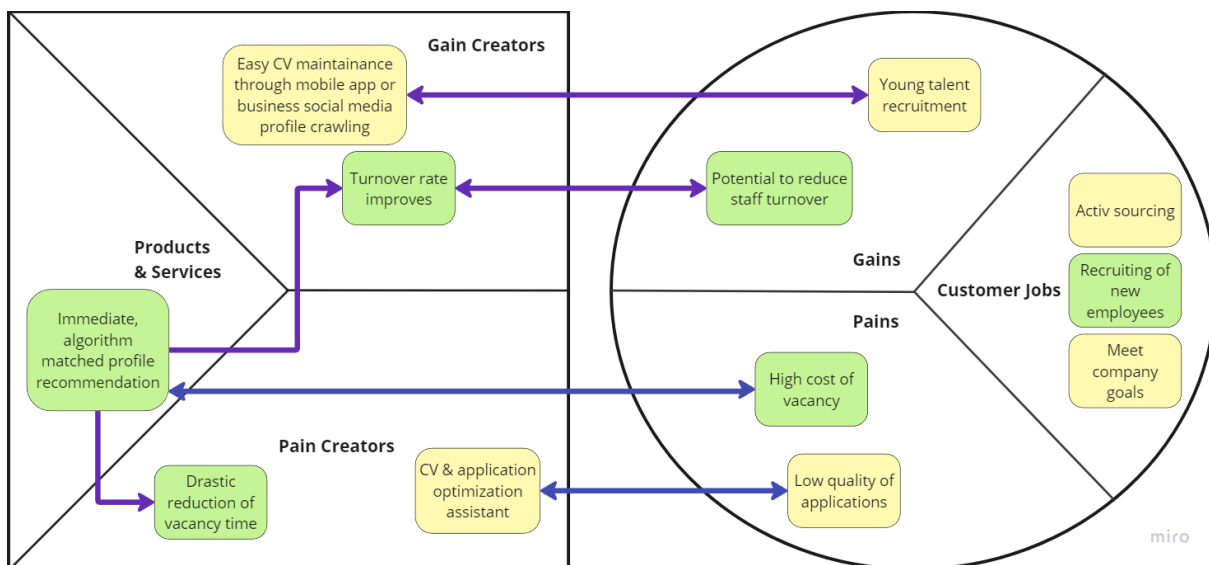 Gain Creators
Easy CV maintainance
through mobile app or
business social media
profile crawling
Young talent
recruitment
Turnover rate
improves
Potential to reduce
staff turnover
Activ sourcing
Products
& Services
Gains
Customer Jobs
Recruiting of
new
employees
Immediate,
algorithm
matched profile
recommendation
Pains
Meet
company
goals
High cost of
vacancy
Pain Creators
CV & application
optimization
assistant
Low quality of
applications
Drastic
reduction of
vacancy time
miro